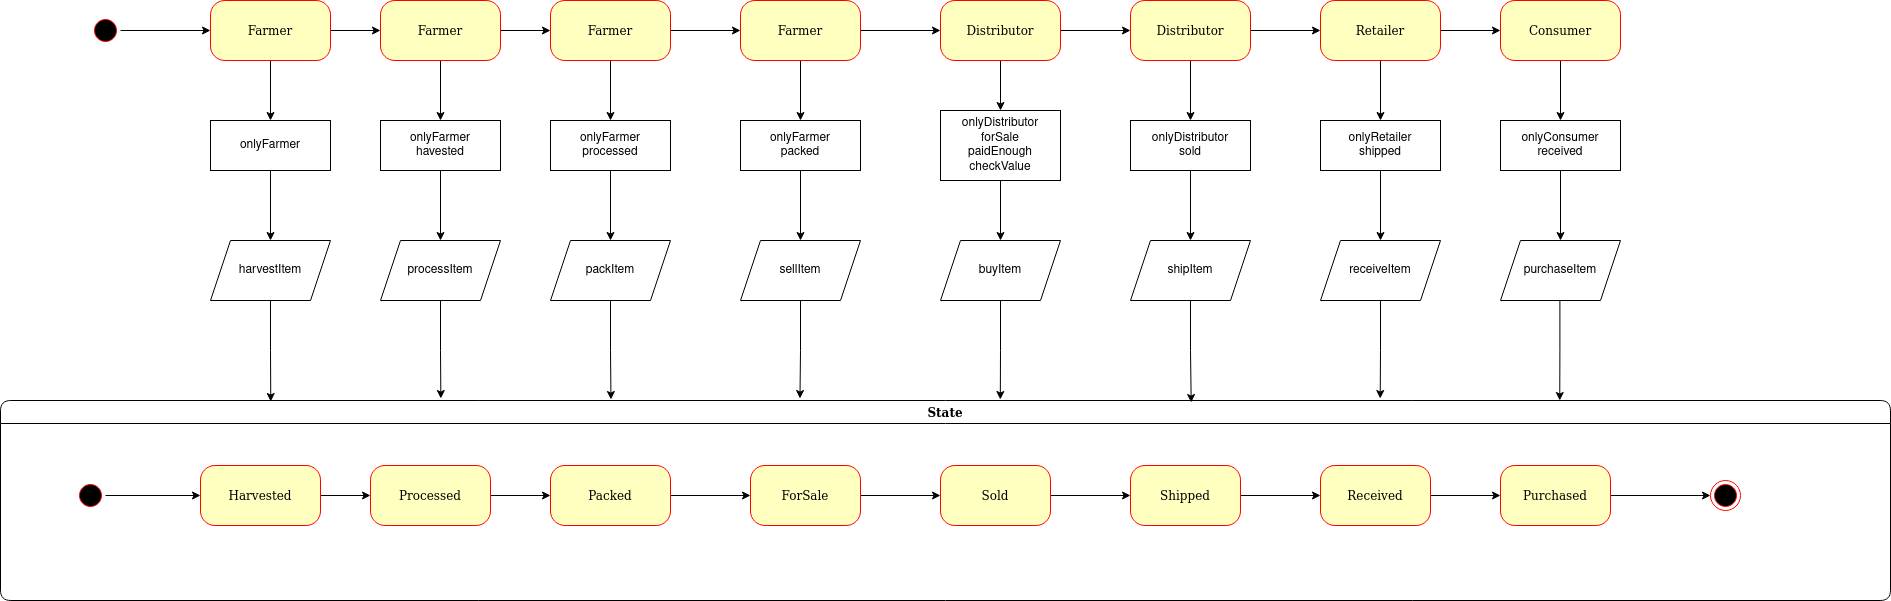 Farmer
Farmer
Farmer
Farmer
Distributor
Distributor
Retailer
Consumer
onlyFarmer
onlyFarmer
havested
onlyFarmer
processed
onlyFarmer
packed
onlyDistributor
forSale
paidEnough
checkValue
onlyDistributor
sold
onlyRetailer
shipped
onlyConsumer
received
harvestItem
processItem
packItem
sellItem
buyItem
shipItem
receiveItem
purchaseItem
State
Harvested
Processed
Packed
ForSale
Sold
Shipped
Received
Purchased